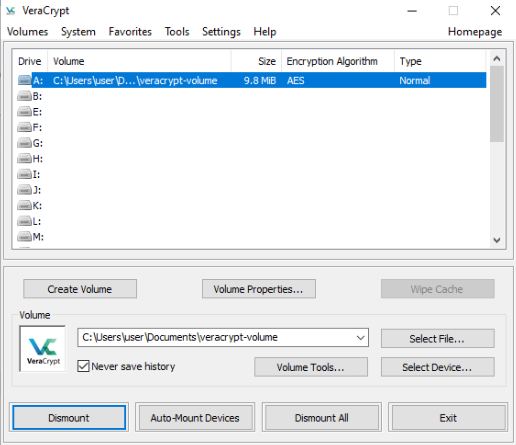 VeraCrypt
Volumes System Favorites Tools Settings Help Homepage
Drive Volume Size Encryption Algorithm Type
A: C:\Users\user\D...\veracrypt-volume 9.8 MiB AES Normal
B:
E:
F:
G:
H:
I:
J:
K:
L:
M:
Create Volume Volume Properties... Wipe Cache
Volume
VeraCrypt C:\Users\user\Documents\veracrypt-volume Select File...
Never save history Volume Tools... Select Device...
Dismount Auto-Mount Devices Dismount All Exit